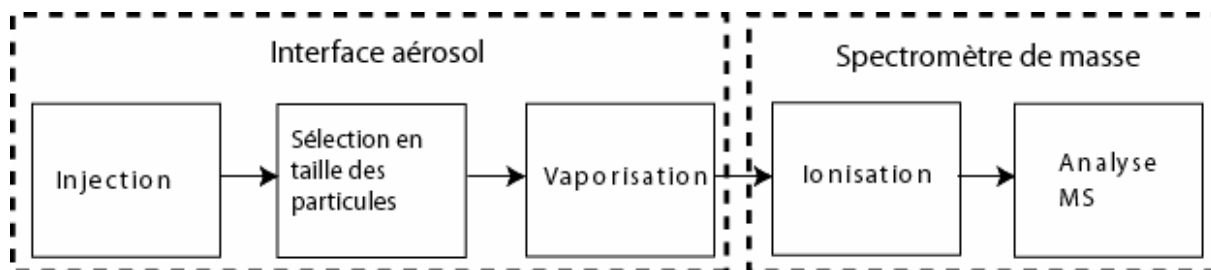 Interface aérosol
Spectromètre de masse
Injection
Sélection en
taille des
particules
Vaporisation
Ionisation
Analyse
MS